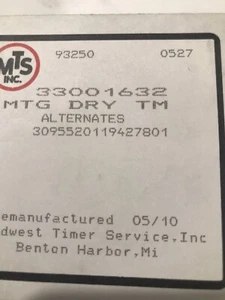 MTS INC.
93250 0527
33001632
MTG DRY TM
ALTERNATES
3095520119427801
emanufactured 05/10
dwest Timer Service,Inc
Benton Harbor,Mi